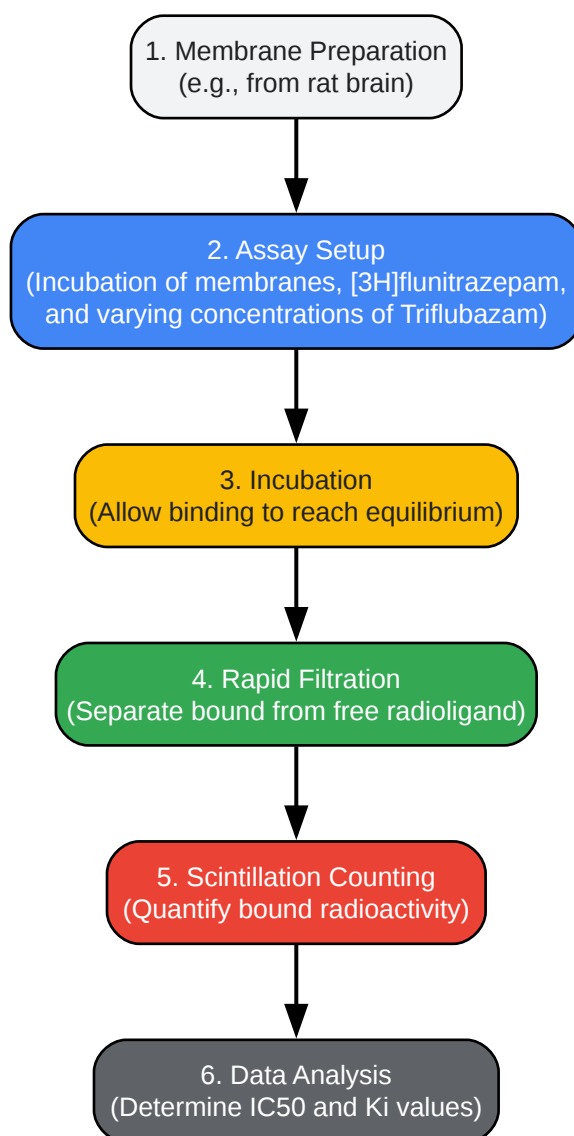 1. Membrane Preparation
(e.g., from rat brain)
2. Assay Setup
(Incubation of membranes, [3H]flunitrazepam,
and varying concentrations of Triflubazam)
3. Incubation
(Allow binding to reach equilibrium)
4. Rapid Filtration
(Separate bound from free radioligand)
5. Scintillation Counting
(Quantify bound radioactivity)
6. Data Analysis
(Determine IC50 and Ki values)